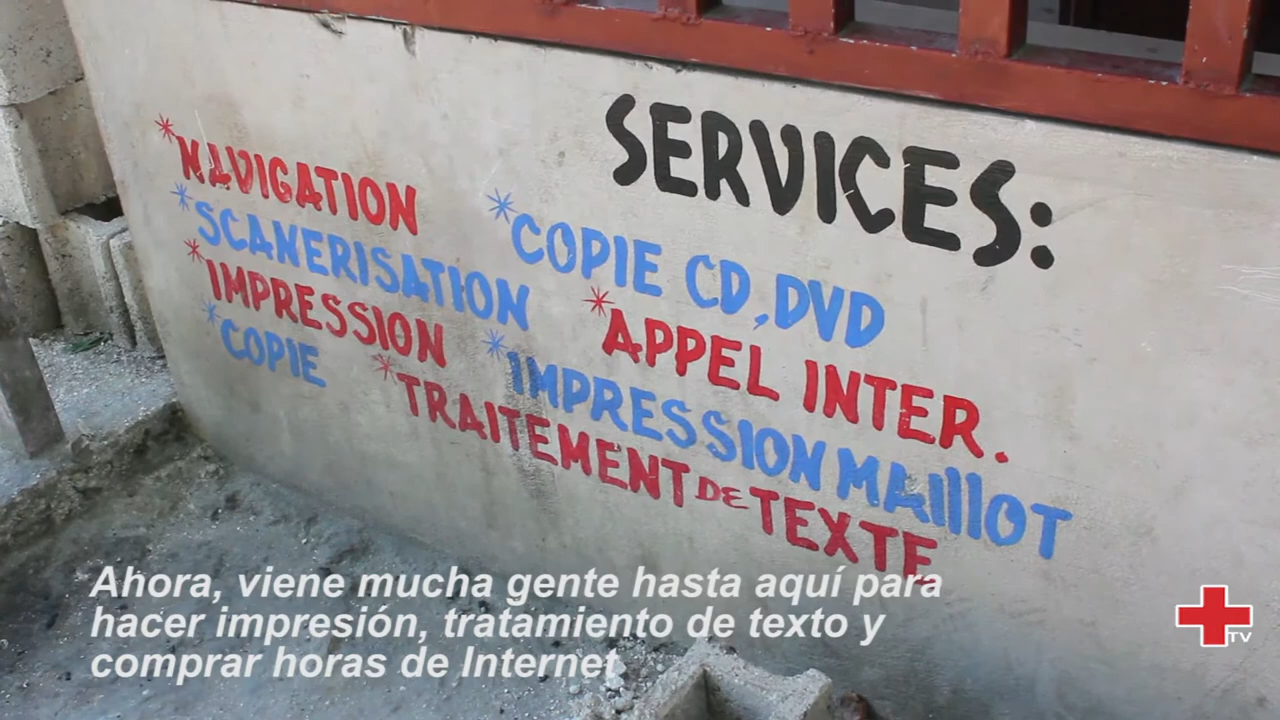 SERVICES:
*NAVIGATION
*SCANERISATION
*IMPRESSION
*COPIE
*COPIE CD, DVD
*APPEL INTER.
*IMPRESSION MAIllOT
*TRAITEMENT DE TEXTE
Ahora, viene mucha gente hasta aquí para
hacer impresión, tratamiento de texto y
comprar horas de Internet
TV